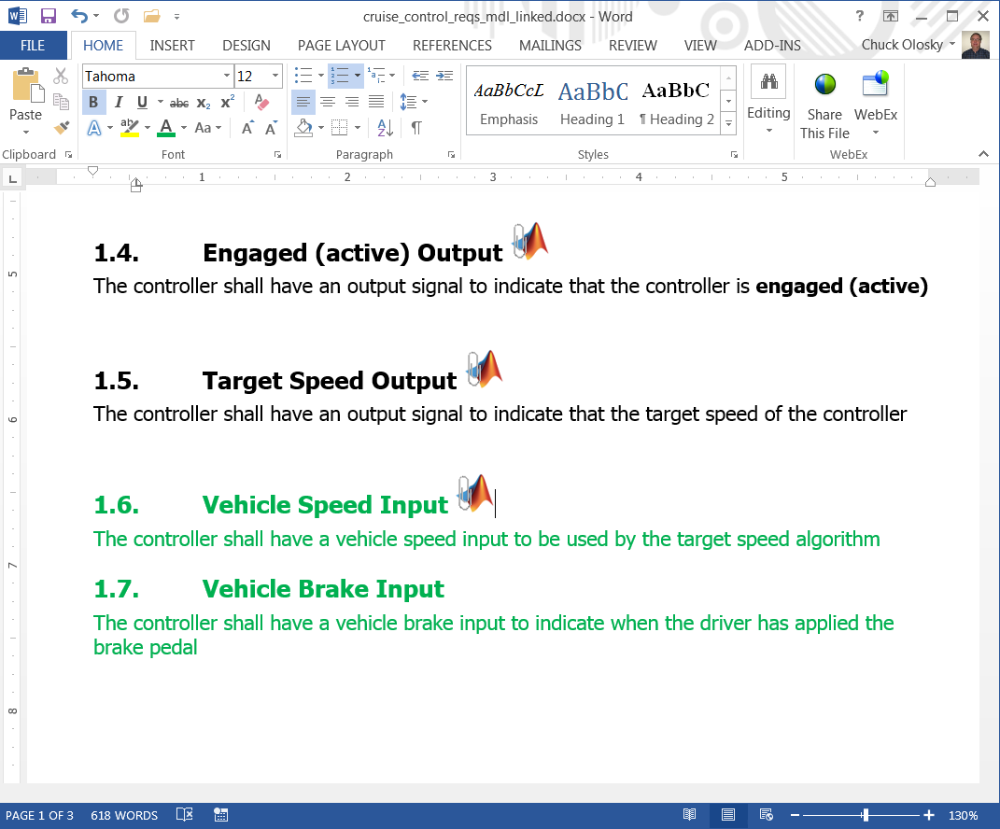 cruise_control_reqs_mdl_linked.docx - Word
?
FILE HOME INSERT DESIGN PAGE LAYOUT REFERENCES MAILINGS REVIEW VIEW ADD-INS Chuck Olosky
Tahoma 12
Paste
B I U abc X₂ X²
A ab A Aa A A
AaBbCcL AaBbC AaBbC
Emphasis Heading 1 ¶ Heading 2
Editing
Share This File
WebEx
Clipboard Font Paragraph Styles WebEx
L 1 2 3 4 5
1.4. Engaged (active) Output
The controller shall have an output signal to indicate that the controller is engaged (active)
1.5. Target Speed Output
The controller shall have an output signal to indicate that the target speed of the controller
1.6. Vehicle Speed Input
The controller shall have a vehicle speed input to be used by the target speed algorithm
1.7. Vehicle Brake Input
The controller shall have a vehicle brake input to indicate when the driver has applied the
brake pedal
5
6
7
8
PAGE 1 OF 3 618 WORDS 130%